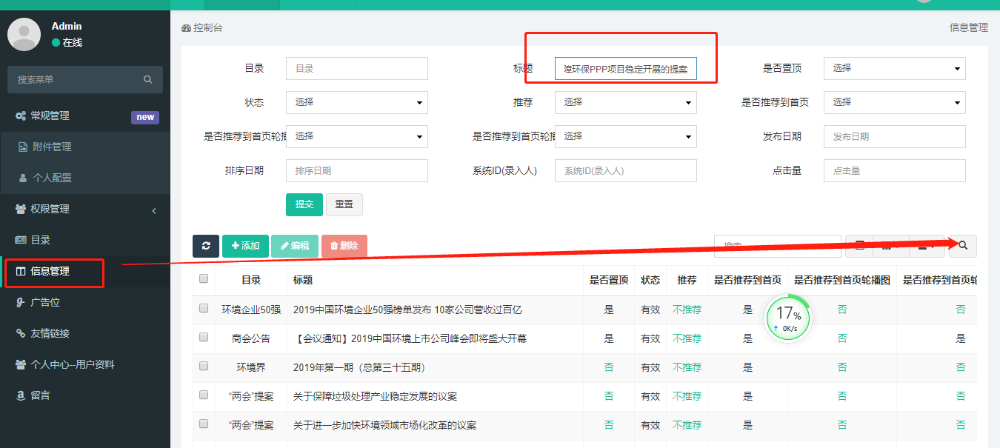 Admin
在线
搜索菜单
常规管理
new
附件管理
个人配置
权限管理
目录
信息管理
广告位
友情链接
个人中心--用户资料
留言
控制台
信息管理
目录
目录
标题
障环保PPP项目稳定开展的提案
是否置顶
选择
状态
选择
推荐
选择
是否推荐到首页
选择
是否推荐到首页轮播
选择
是否推荐到首页轮播
选择
发布日期
发布日期
排序日期
排序日期
系统ID(录入人)
系统ID(录入人)
点击量
点击量
提交
重置
添加
编辑
删除
搜索
目录 标题 是否置顶 状态 推荐 是否推荐到首页 是否推荐到首页轮播图 是否推荐到首页轮
环境企业50强 2019中国环境企业50强榜单发布 10家公司营收过百亿 是 有效 不推荐 是 否 否
商会公告 【会议通知】2019中国环境上市公司峰会即将盛大开幕 是 有效 不推荐 是 否 是
环境界 2019年第一期（总第三十五期） 否 有效 不推荐 是 否 否
“两会”提案 关于保障垃圾处理产业稳定发展的议案 否 有效 不推荐 是 否 否
“两会”提案 关于进一步加快环境领域市场化改革的议案 否 有效 不推荐 是 否 否
17%
0K/s